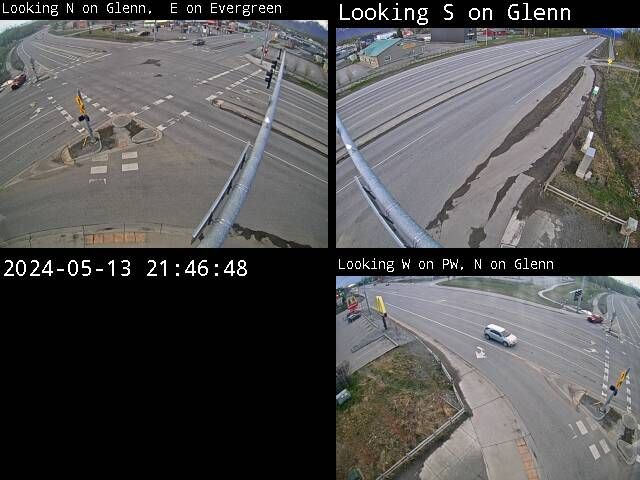 Looking N on Glenn,  E on Evergreen
Looking S on Glenn
2024-05-13 21:46:48
Looking W on PW, N on Glenn